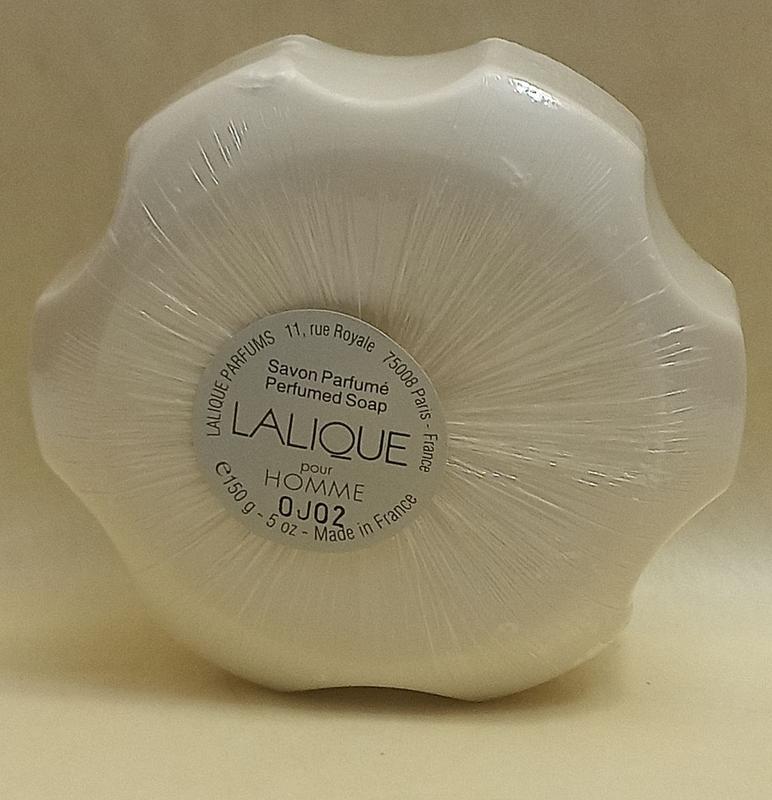 LALIQUE PARFUMS 11, rue Royale 75008 Paris - France
Savon Parfumé
Perfumed Soap
LALIQUE
pour
HOMME
0J02
℮150 g - 5 oz - Made in France